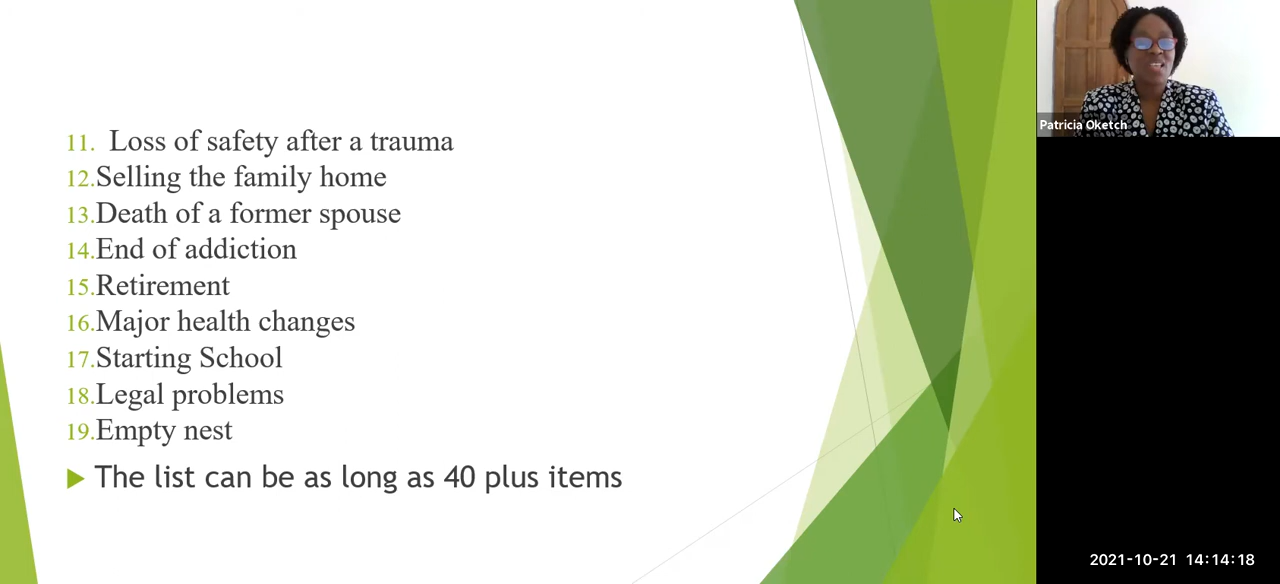 11. Loss of safety after a trauma
12.Selling the family home
13.Death of a former spouse
14.End of addiction
15.Retirement
16.Major health changes
17.Starting School
18.Legal problems
19.Empty nest
The list can be as long as 40 plus items
Patricia Oketch
2021-10-21 14:14:18